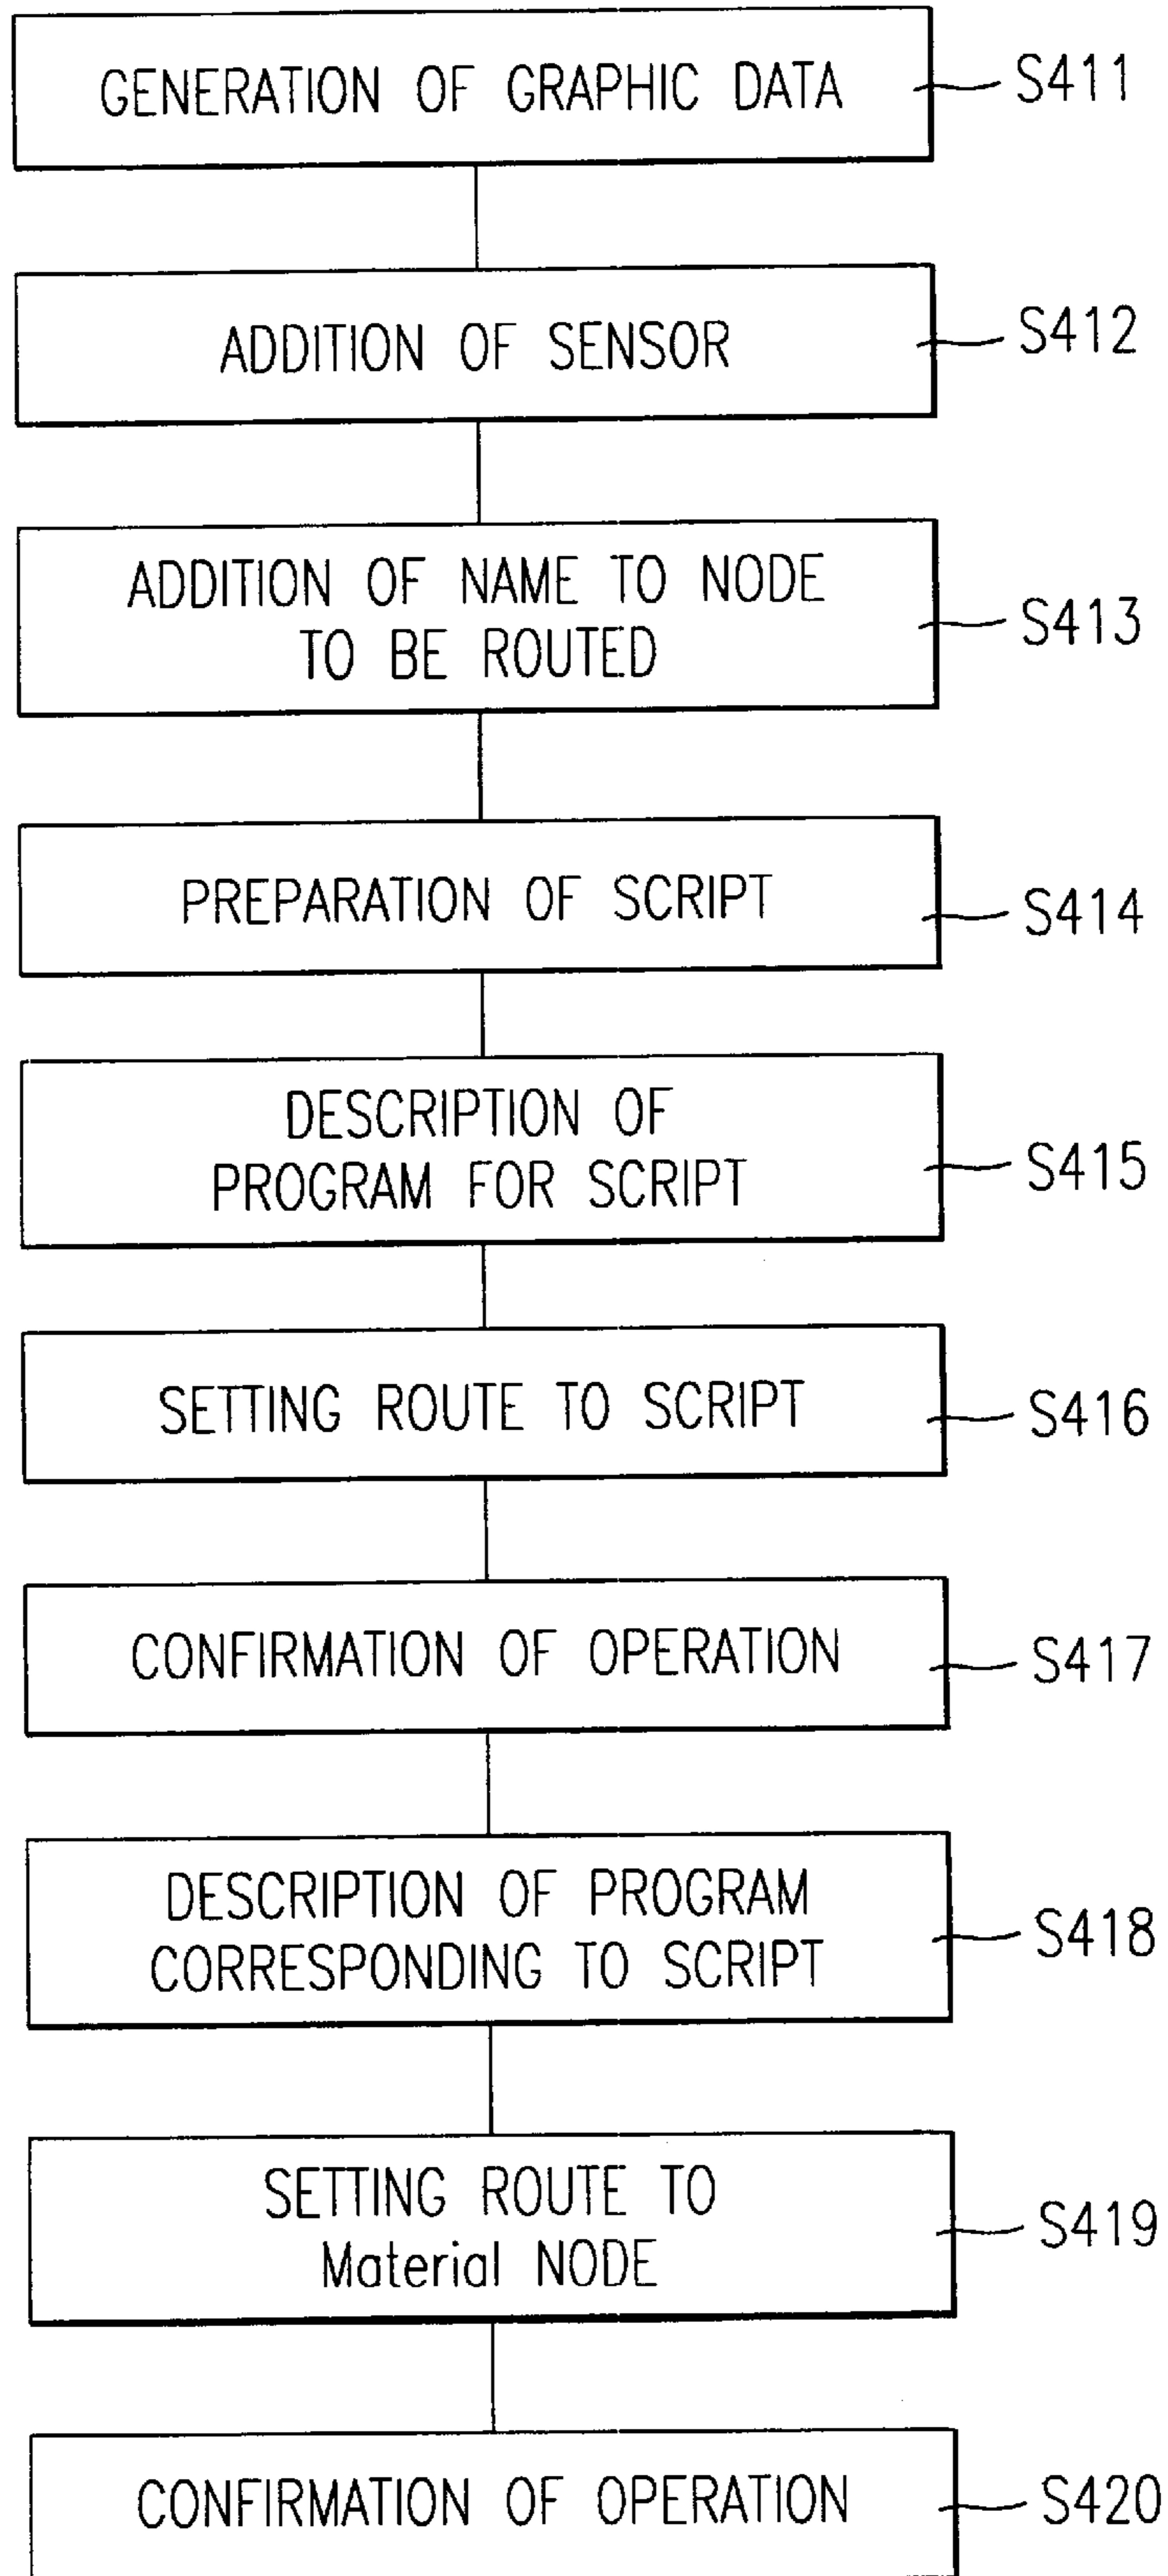 GENERATION OF GRAPHIC DATA
S411
ADDITION OF SENSOR
S412
ADDITION OF NAME TO NODE
TO BE ROUTED
S413
PREPARATION OF SCRIPT
S414
DESCRIPTION OF
PROGRAM FOR SCRIPT
S415
SETTING ROUTE TO SCRIPT
S416
CONFIRMATION OF OPERATION
S417
DESCRIPTION OF PROGRAM
CORRESPONDING TO SCRIPT
S418
SETTING ROUTE TO
Material NODE
S419
CONFIRMATION OF OPERATION
S420